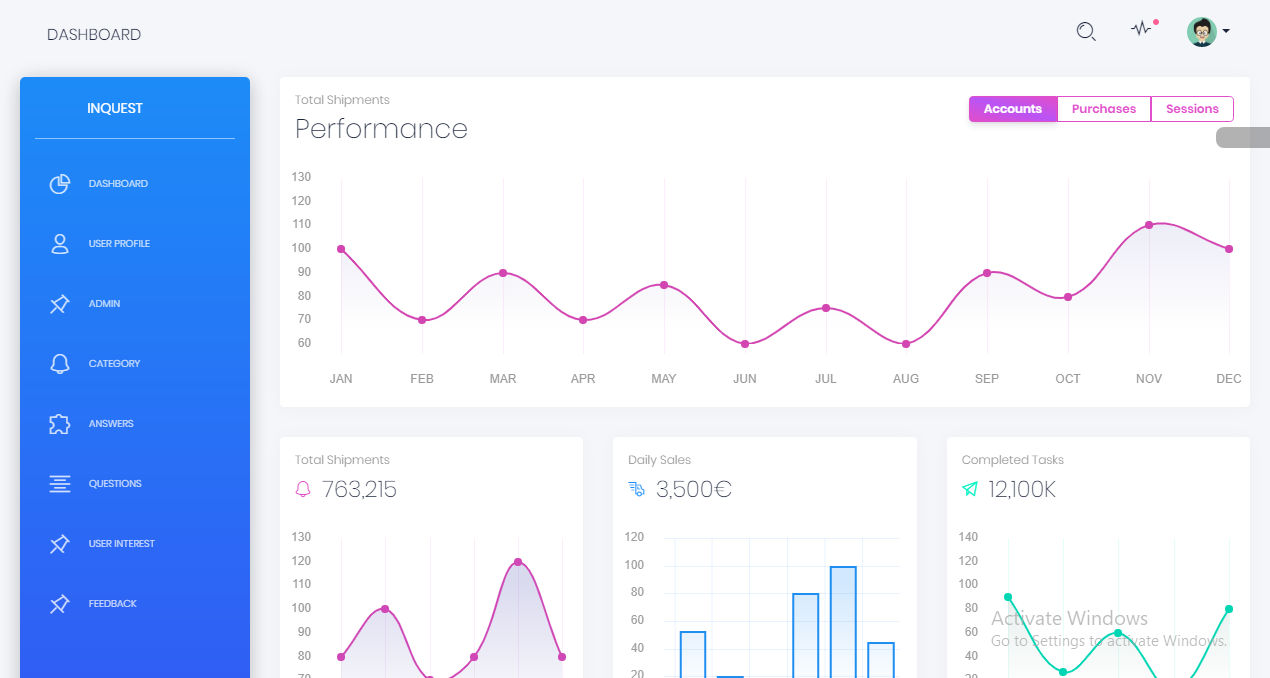 DASHBOARD
INQUEST
DASHBOARD
USER PROFILE
ADMIN
CATEGORY
ANSWERS
QUESTIONS
USER INTEREST
FEEDBACK
Total Shipments
Performance
Accounts Purchases Sessions
130
120
110
100
90
80
70
60
JAN FEB MAR APR MAY JUN JUL AUG SEP OCT NOV DEC
Total Shipments
763,215
130
120
110
100
90
80
70
Daily Sales
3,500€
120
100
80
60
40
20
Completed Tasks
12,100K
140
120
100
80
60
40
20
Activate Windows
Go to Settings to activate Windows.